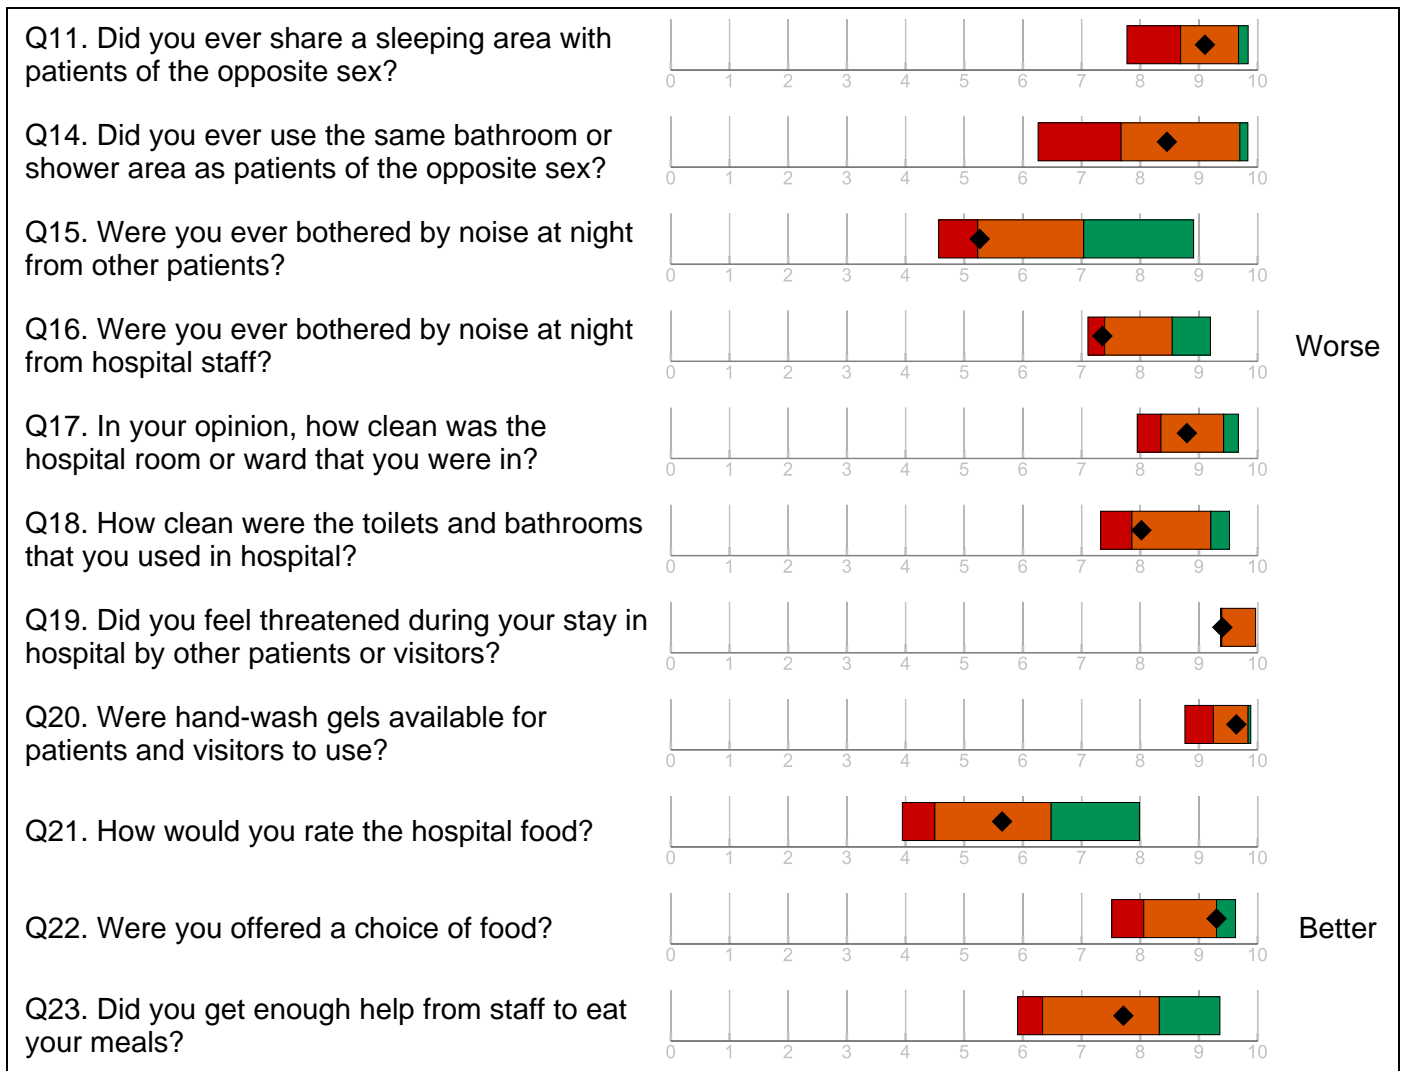 Q11. Did you ever share a sleeping area with
patients of the opposite sex?
0 1 2 3 4 5 6 7 8 9 10
Q14. Did you ever use the same bathroom or
shower area as patients of the opposite sex?
0 1 2 3 4 5 6 7 8 9 10
Q15. Were you ever bothered by noise at night
from other patients?
0 1 2 3 4 5 6 7 8 9 10
Q16. Were you ever bothered by noise at night
from hospital staff?
Worse
0 1 2 3 4 5 6 7 8 9 10
Q17. In your opinion, how clean was the
hospital room or ward that you were in?
0 1 2 3 4 5 6 7 8 9 10
Q18. How clean were the toilets and bathrooms
that you used in hospital?
0 1 2 3 4 5 6 7 8 9 10
Q19. Did you feel threatened during your stay in
hospital by other patients or visitors?
0 1 2 3 4 5 6 7 8 9 10
Q20. Were hand-wash gels available for
patients and visitors to use?
0 1 2 3 4 5 6 7 8 9 10
Q21. How would you rate the hospital food?
0 1 2 3 4 5 6 7 8 9 10
Q22. Were you offered a choice of food?
Better
0 1 2 3 4 5 6 7 8 9 10
Q23. Did you get enough help from staff to eat
your meals?
0 1 2 3 4 5 6 7 8 9 10